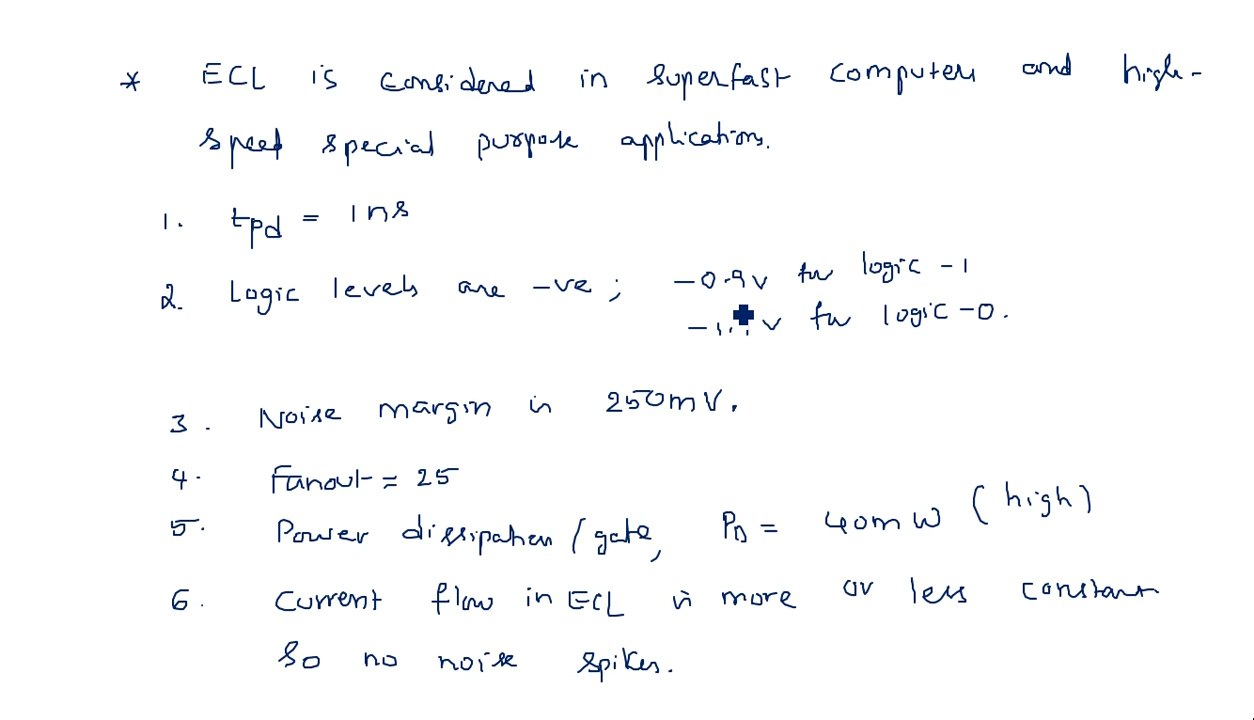 * ECL is considered in superfast computers and high-
speed special purpose applications.
1. tpd = 1ns
2. Logic levels are -ve ; -0.9v for logic -1
v for logic -0.
3. Noise margin is 250mV.
4. Fanout = 25
5. Power dissipation / gate, PD = 40mW (high)
6. Current flow in ECL is more or less constant
So no noise spikes.